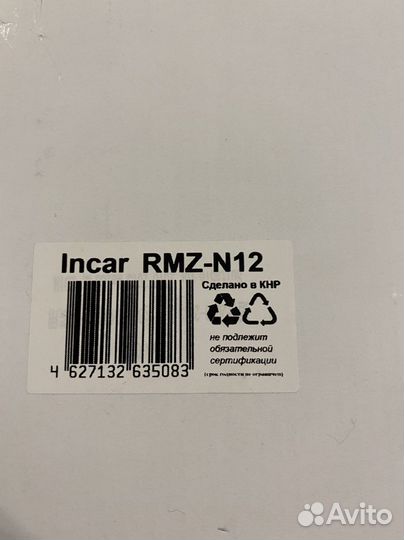 Incar RMZ-N12
Сделано в КНР
не подлежит
обязательной
сертификации
(срок годности не ограничен)
4 627132 635083
Avito